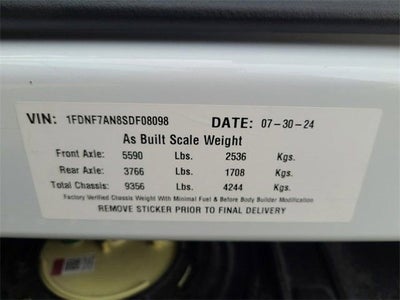 VIN: 1FDNF7AN8SDF08098 DATE: 07-30-24
As Built Scale Weight
Front Axle: 5590 Lbs. 2536 Kgs.
Rear Axle: 3766 Lbs. 1708 Kgs.
Total Chassis: 9356 Lbs. 4244 Kgs.
Factory Verified Chassis Weight With Minimal Fuel & Before Body Builder Modification
REMOVE STICKER PRIOR TO FINAL DELIVERY